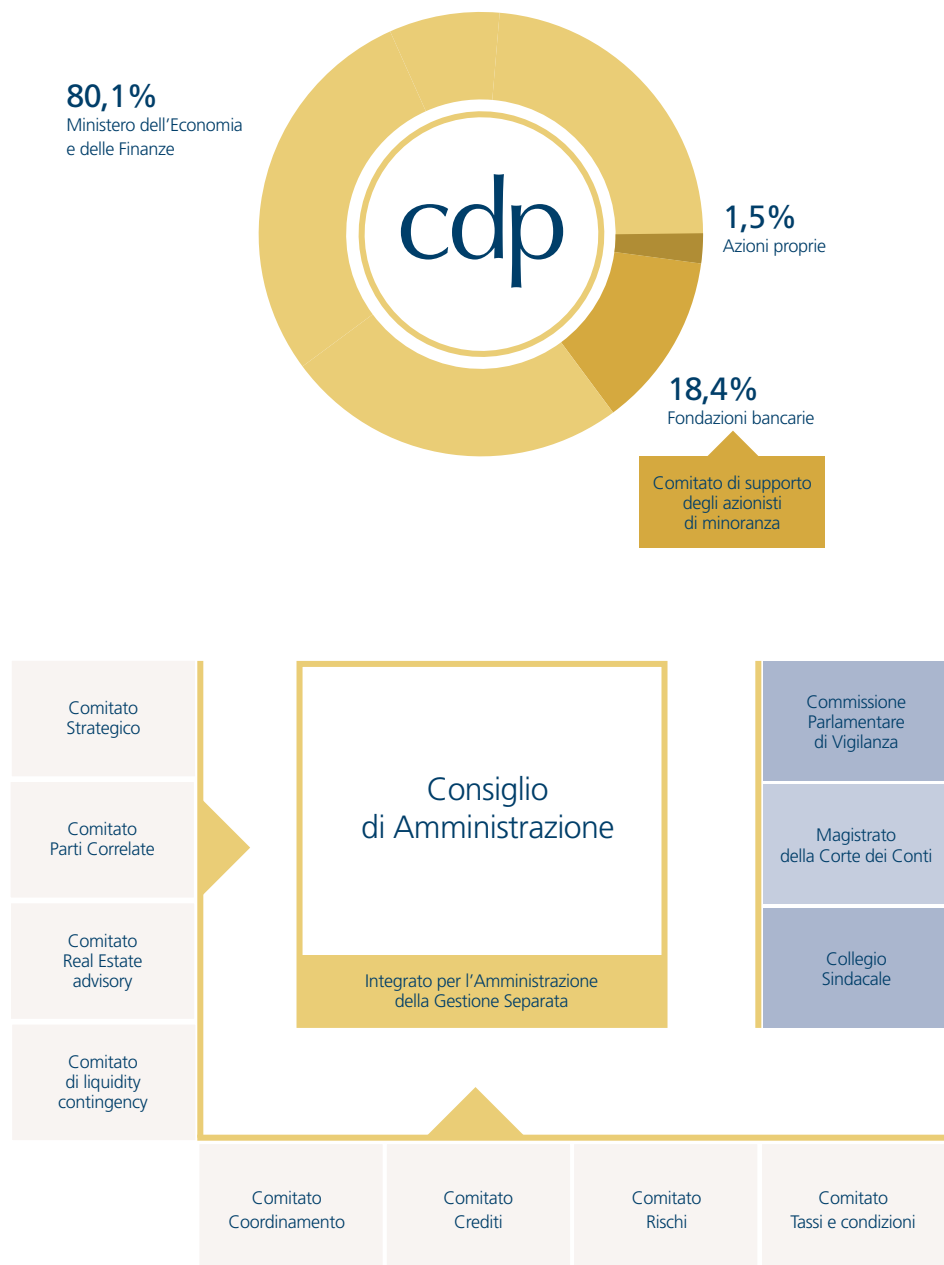 80,1%
Ministero dell'Economia
e delle Finanze
cdp
1,5%
Azioni proprie
18,4%
Fondazioni bancarie
Comitato di supporto
degli azionisti
di minoranza
Comitato
Strategico
Comitato
Parti Correlate
Comitato
Real Estate
advisory
Comitato
di liquidity
contingency
Consiglio
di Amministrazione
Integrato per l'Amministrazione
della Gestione Separata
Commissione
Parlamentare
di Vigilanza
Magistrato
della Corte dei Conti
Collegio
Sindacale
Comitato
Coordinamento
Comitato
Crediti
Comitato
Rischi
Comitato
Tassi e condizioni